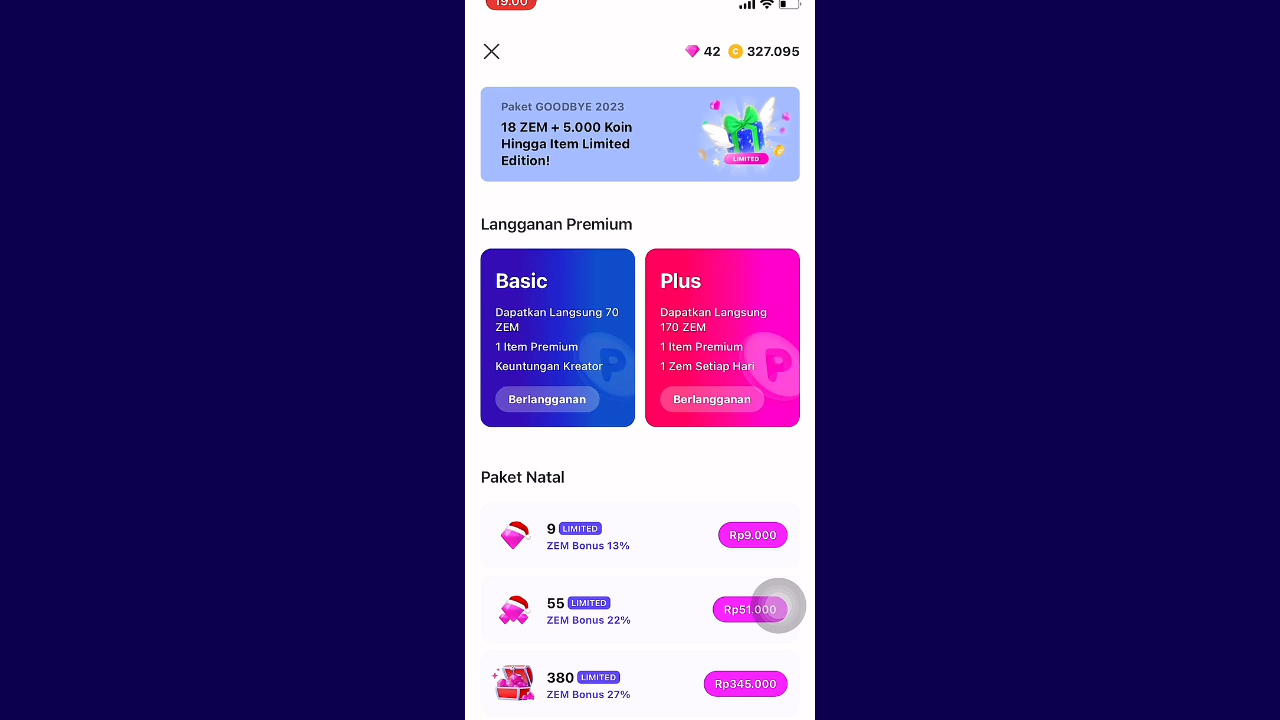 19.00
42
C 327.095
Paket GOODBYE 2023
18 ZEM + 5.000 Koin
Hingga Item Limited
Edition!
LIMITED
Langganan Premium
Basic
Dapatkan Langsung 70
ZEM
1 Item Premium
Keuntungan Kreator
P
Berlangganan
Plus
Dapatkan Langsung
170 ZEM
1 Item Premium
1 Zem Setiap Hari
P
Berlangganan
Paket Natal
9 LIMITED
ZEM Bonus 13%
Rp9.000
55 LIMITED
ZEM Bonus 22%
Rp51.000
380 LIMITED
ZEM Bonus 27%
Rp345.000